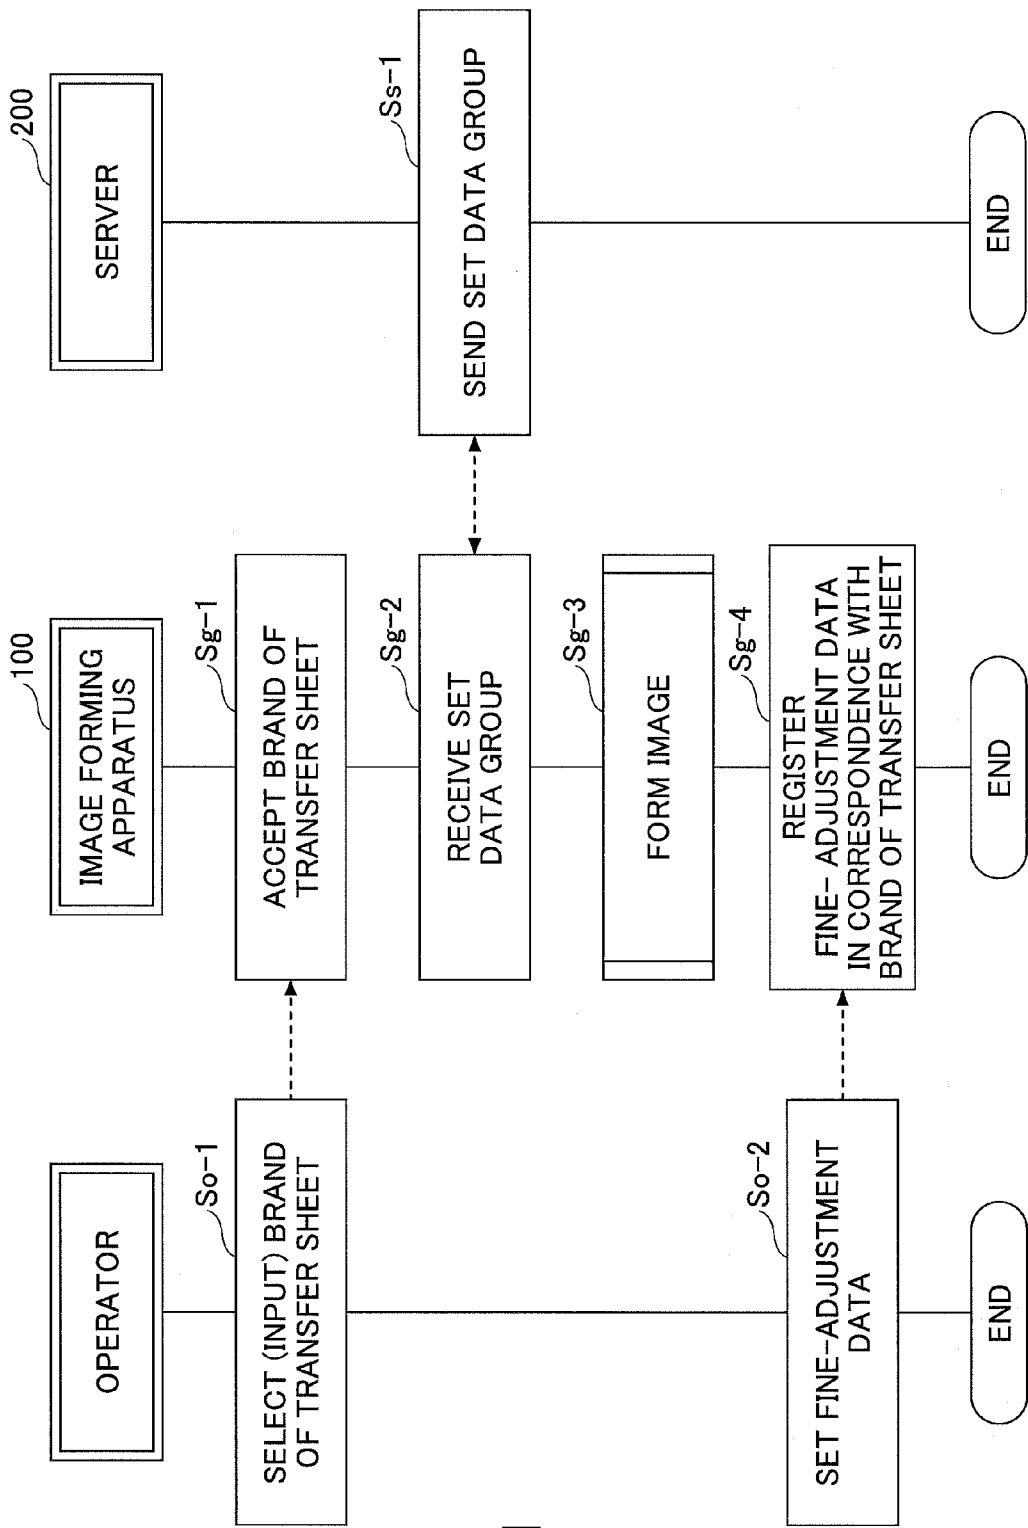 OPERATOR
So-1
SELECT (INPUT) BRAND
OF TRANSFER SHEET
So-2
SET FINE-ADJUSTMENT
DATA
END
100
IMAGE FORMING
APPARATUS
Sg-1
ACCEPT BRAND OF
TRANSFER SHEET
Sg-2
RECEIVE SET
DATA GROUP
Sg-3
FORM IMAGE
Sg-4
REGISTER
FINE- ADJUSTMENT DATA
IN CORRESPONDENCE WITH
BRAND OF TRANSFER SHEET
END
200
SERVER
Ss-1
SEND SET DATA GROUP
END